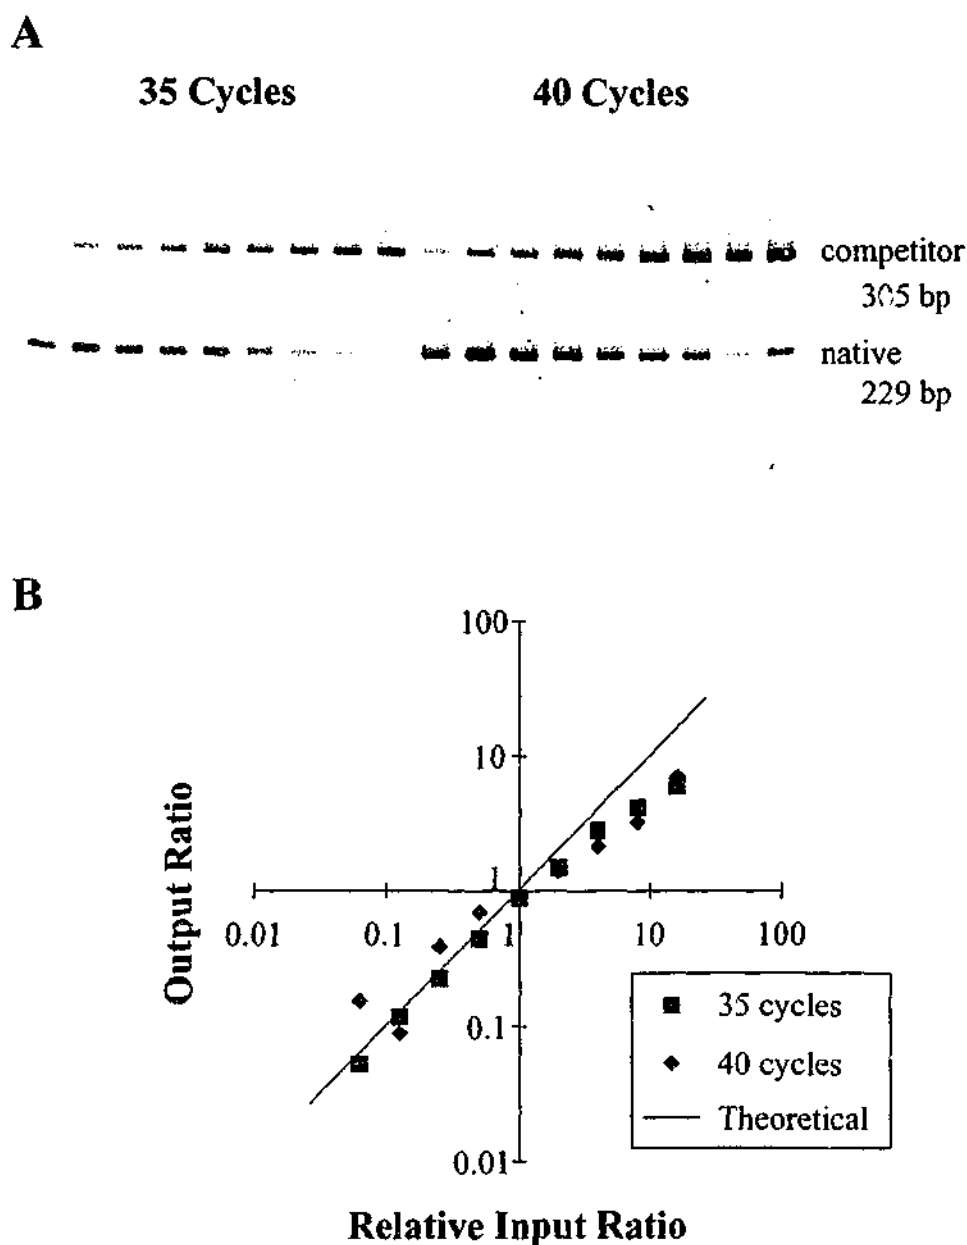 A
35 Cycles
40 Cycles
competitor
305 bp
native
229 bp
B
100
10
1
0.01
0.1
1
10
100
0.1
0.01
Output Ratio
35 cycles
40 cycles
Theoretical
Relative Input Ratio